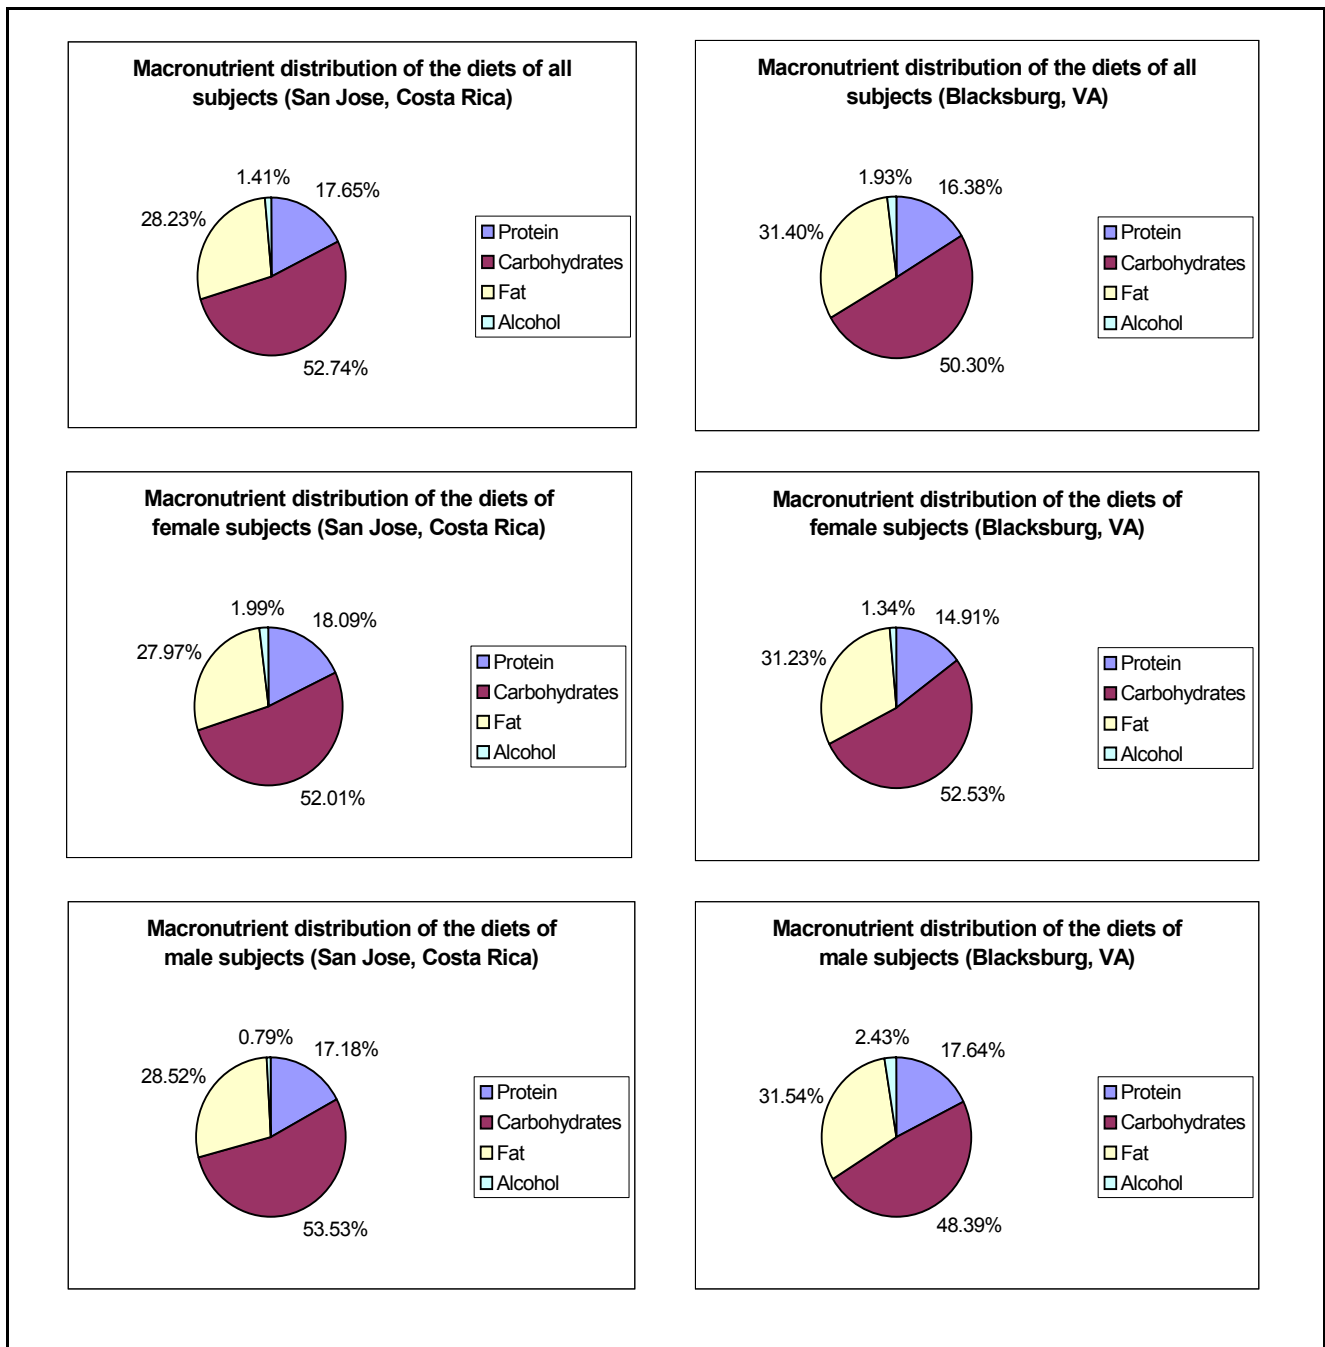 Macronutrient distribution of the diets of all
subjects (San Jose, Costa Rica)
1.41%
17.65%
28.23%
52.74%
Protein
Carbohydrates
Fat
Alcohol
Macronutrient distribution of the diets of all
subjects (Blacksburg, VA)
1.93%
16.38%
31.40%
50.30%
Protein
Carbohydrates
Fat
Alcohol
Macronutrient distribution of the diets of
female subjects (San Jose, Costa Rica)
1.99%
18.09%
27.97%
52.01%
Protein
Carbohydrates
Fat
Alcohol
Macronutrient distribution of the diets of
female subjects (Blacksburg, VA)
1.34%
14.91%
31.23%
52.53%
Protein
Carbohydrates
Fat
Alcohol
Macronutrient distribution of the diets of
male subjects (San Jose, Costa Rica)
0.79%
17.18%
28.52%
53.53%
Protein
Carbohydrates
Fat
Alcohol
Macronutrient distribution of the diets of
male subjects (Blacksburg, VA)
2.43%
17.64%
31.54%
48.39%
Protein
Carbohydrates
Fat
Alcohol